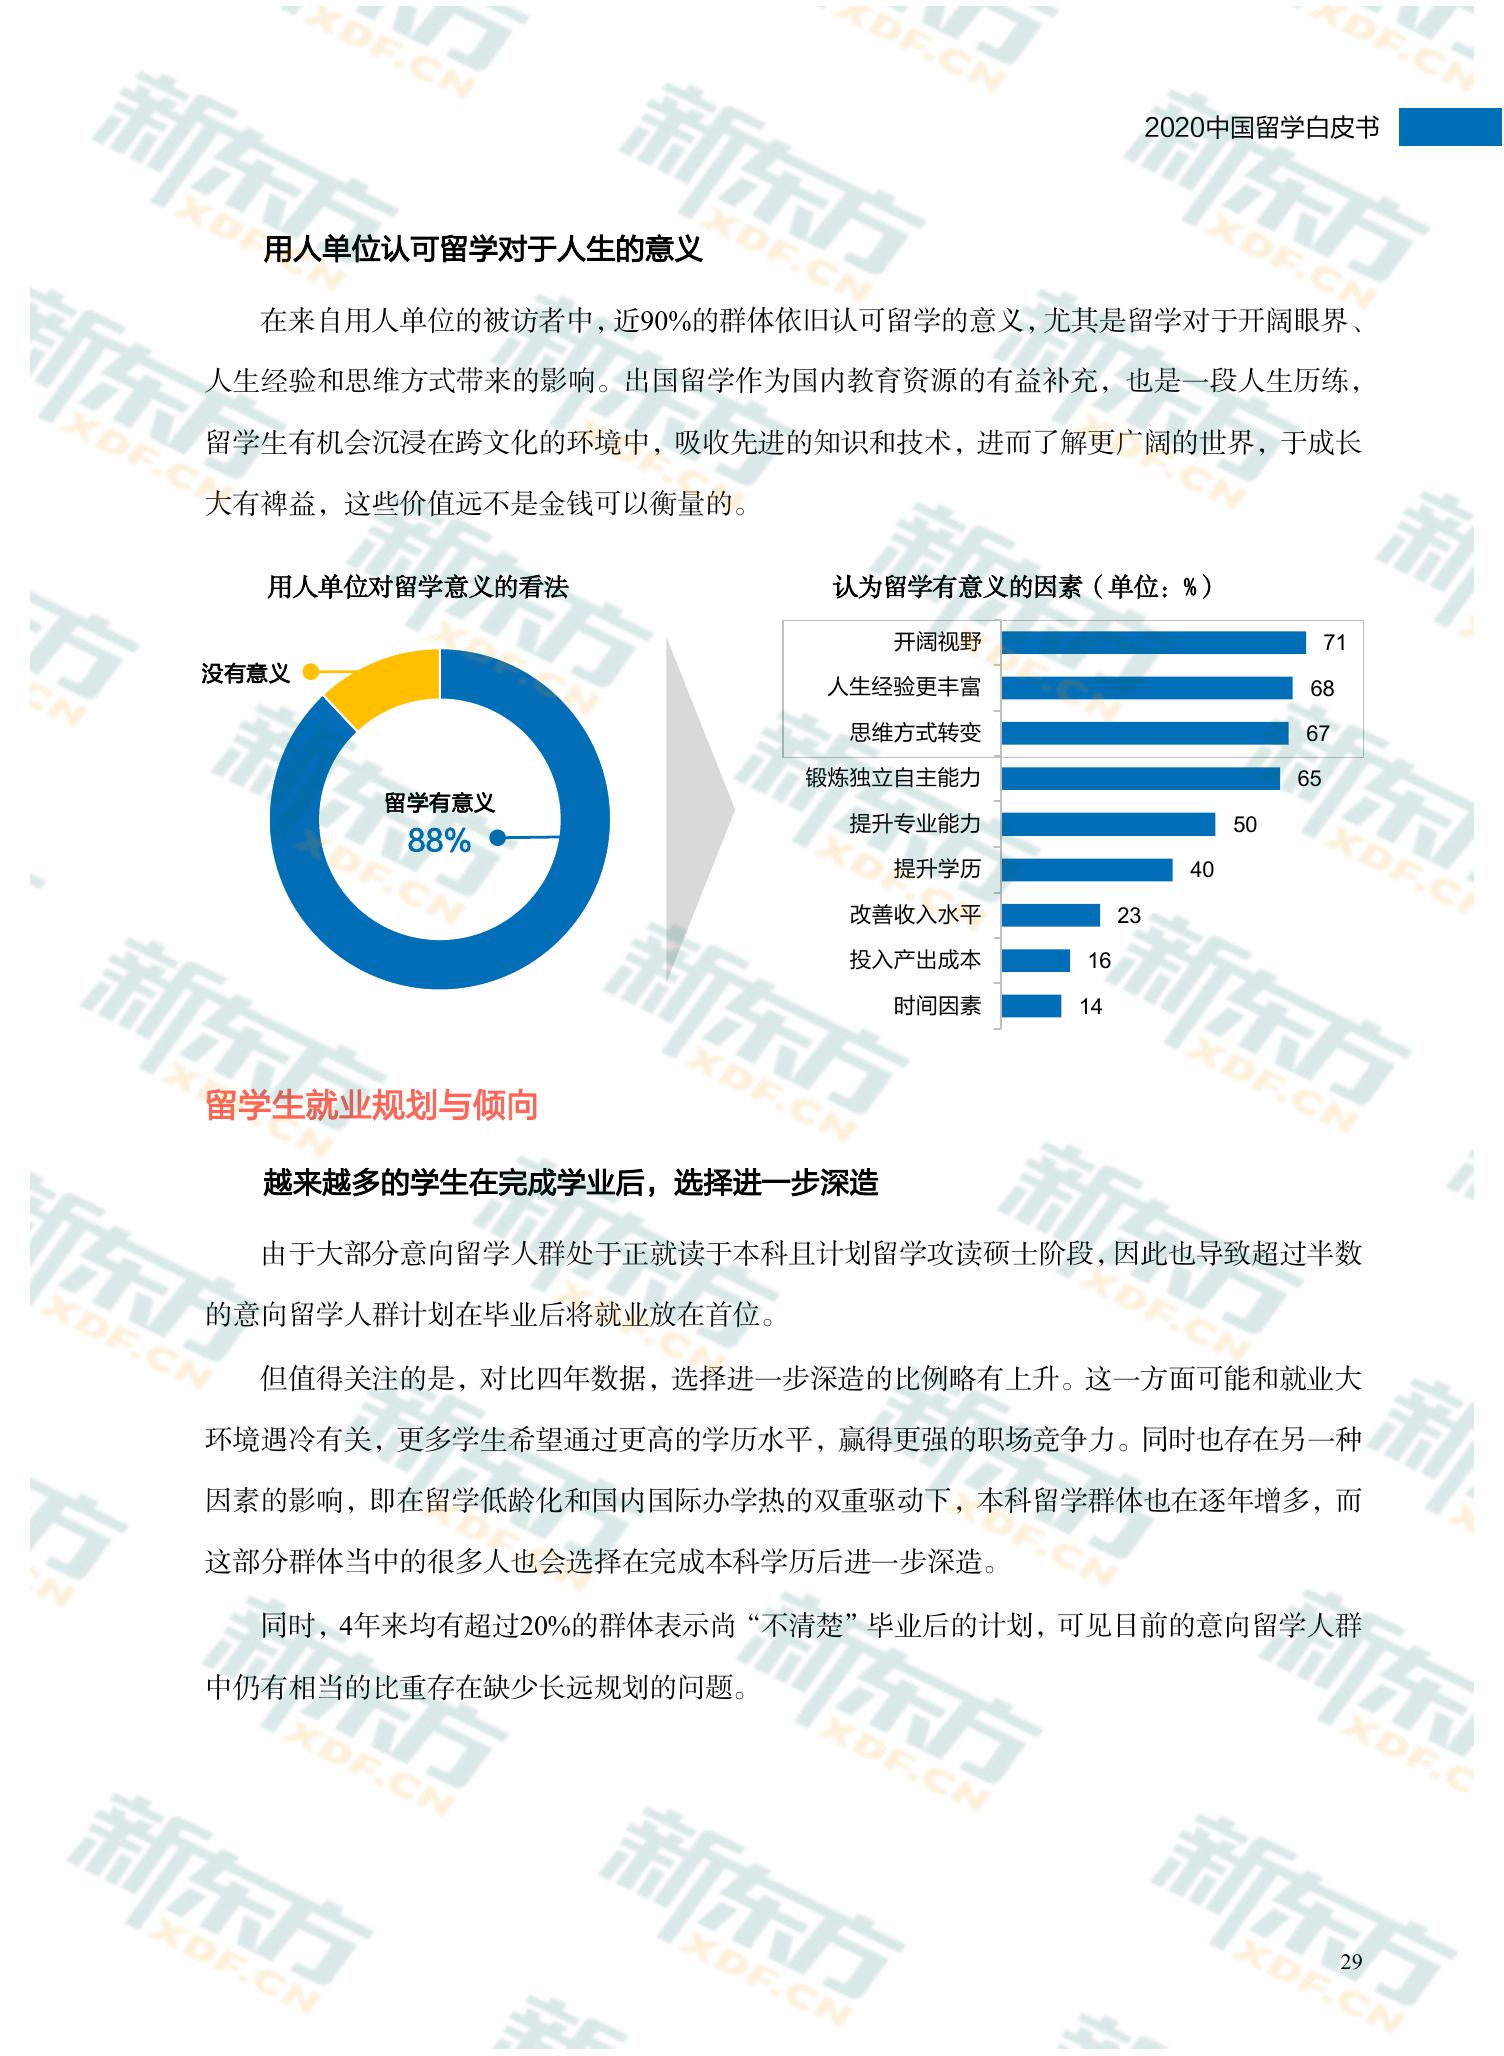 2020中国留学白皮书
用人单位认可留学对于人生的意义
在来自用人单位的被访者中，近90%的群体依旧认可留学的意义，尤其是留学对于开阔眼界、
人生经验和思维方式带来的影响。出国留学作为国内教育资源的有益补充，也是一段人生历练，
留学生有机会沉浸在跨文化的环境中，吸收先进的知识和技术，进而了解更广阔的世界，于成长
大有裨益，这些价值远不是金钱可以衡量的。
用人单位对留学意义的看法
没有意义
留学有意义
88%
认为留学有意义的因素（单位：%）
开阔视野 71
人生经验更丰富 68
思维方式转变 67
锻炼独立自主能力 65
提升专业能力 50
提升学历 40
改善收入水平 23
投入产出成本 16
时间因素 14
留学生就业规划与倾向
越来越多的学生在完成学业后，选择进一步深造
由于大部分意向留学人群处于正就读于本科且计划留学攻读硕士阶段，因此也导致超过半数
的意向留学人群计划在毕业后将就业放在首位。
但值得关注的是，对比四年数据，选择进一步深造的比例略有上升。这一方面可能和就业大
环境遇冷有关，更多学生希望通过更高的学历水平，赢得更强的职场竞争力。同时也存在另一种
因素的影响，即在留学低龄化和国内国际办学热的双重驱动下，本科留学群体也在逐年增多，而
这部分群体当中的很多人也会选择在完成本科学历后进一步深造。
同时，4年来均有超过20%的群体表示尚“不清楚”毕业后的计划，可见目前的意向留学人群
中仍有相当的比重存在缺少长远规划的问题。
29
新东方
XDF.CN